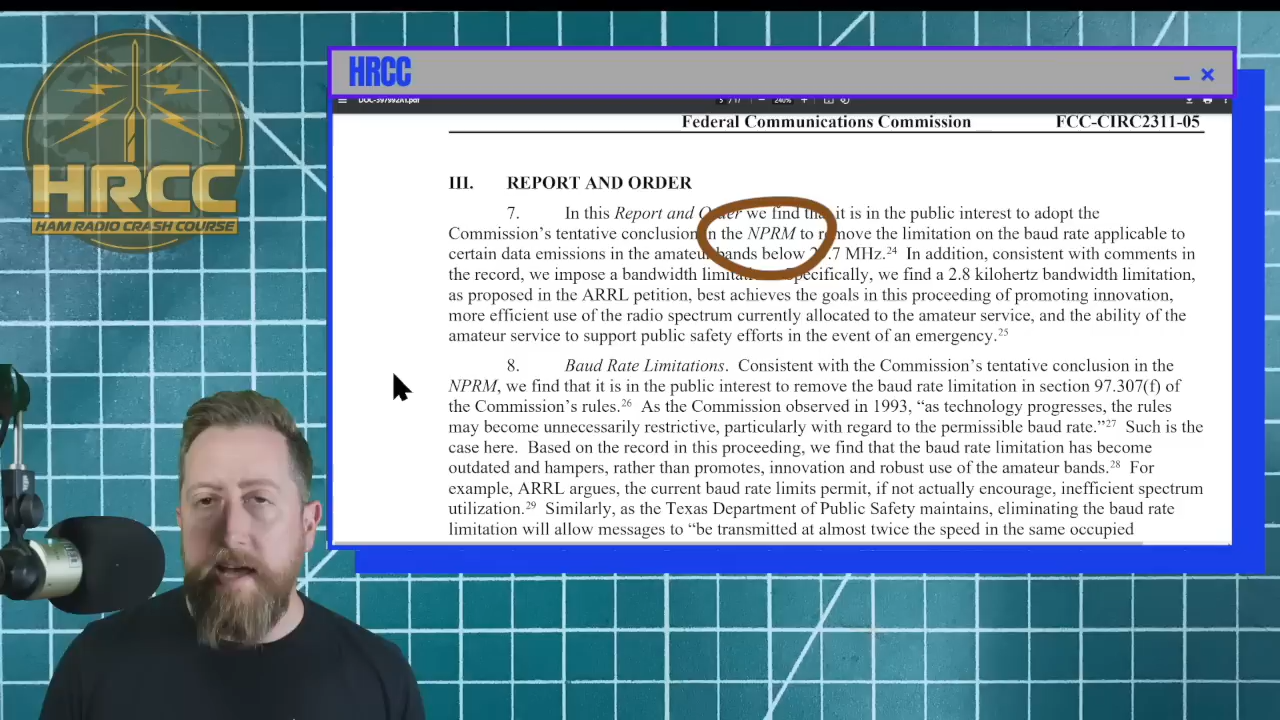 HRCC
HAM RADIO CRASH COURSE
HRCC
DOC-397992A1.pdf
240%
Federal Communications Commission FCC-CIRC2311-05
III. REPORT AND ORDER
7. In this Report and Order we find that it is in the public interest to adopt the
Commission's tentative conclusion in the NPRM to remove the limitation on the baud rate applicable to
certain data emissions in the amateur bands below 7 MHz.24 In addition, consistent with comments in
the record, we impose a bandwidth Specifically, we find a 2.8 kilohertz bandwidth limitation,
as proposed in the ARRL petition, best achieves the goals in this proceeding of promoting innovation,
more efficient use of the radio spectrum currently allocated to the amateur service, and the ability of the
amateur service to support public safety efforts in the event of an emergency.25
8. Baud Rate Limitations. Consistent with the Commission's tentative conclusion in the
NPRM, we find that it is in the public interest to remove the baud rate limitation in section 97.307(f) of
the Commission's rules.26 As the Commission observed in 1993, “as technology progresses, the rules
may become unnecessarily restrictive, particularly with regard to the permissible baud rate.”27 Such is the
case here. Based on the record in this proceeding, we find that the baud rate limitation has become
outdated and hampers, rather than promotes, innovation and robust use of the amateur bands.28 For
example, ARRL argues, the current baud rate limits permit, if not actually encourage, inefficient spectrum
utilization.29 Similarly, as the Texas Department of Public Safety maintains, eliminating the baud rate
limitation will allow messages to “be transmitted at almost twice the speed in the same occupied